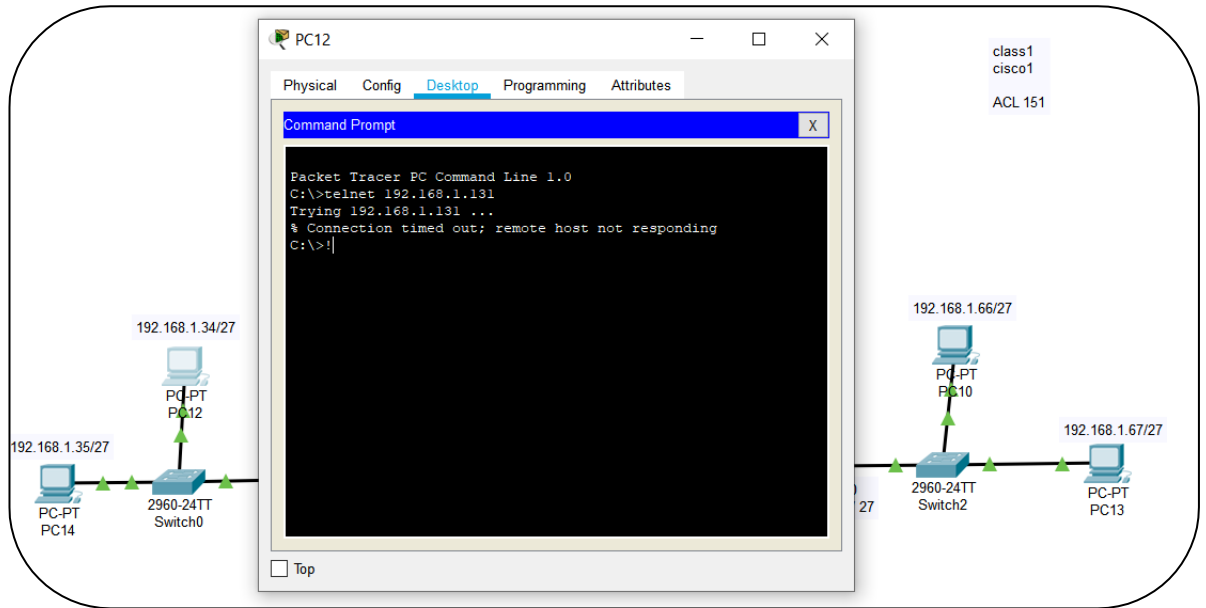 PC12
Physical Config Desktop Programming Attributes
Command Prompt
X
Packet Tracer PC Command Line 1.0
C:\>telnet 192.168.1.131
Trying 192.168.1.131 ...
% Connection timed out; remote host not responding
C:\>!
Top
class1
cisco1
ACL 151
192.168.1.34/27
PC-PT
PC12
192.168.1.35/27
PC-PT
PC14
2960-24TT
Switch0
192.168.1.66/27
PC-PT
PC10
192.168.1.67/27
PC-PT
PC13
2960-24TT
Switch2
27